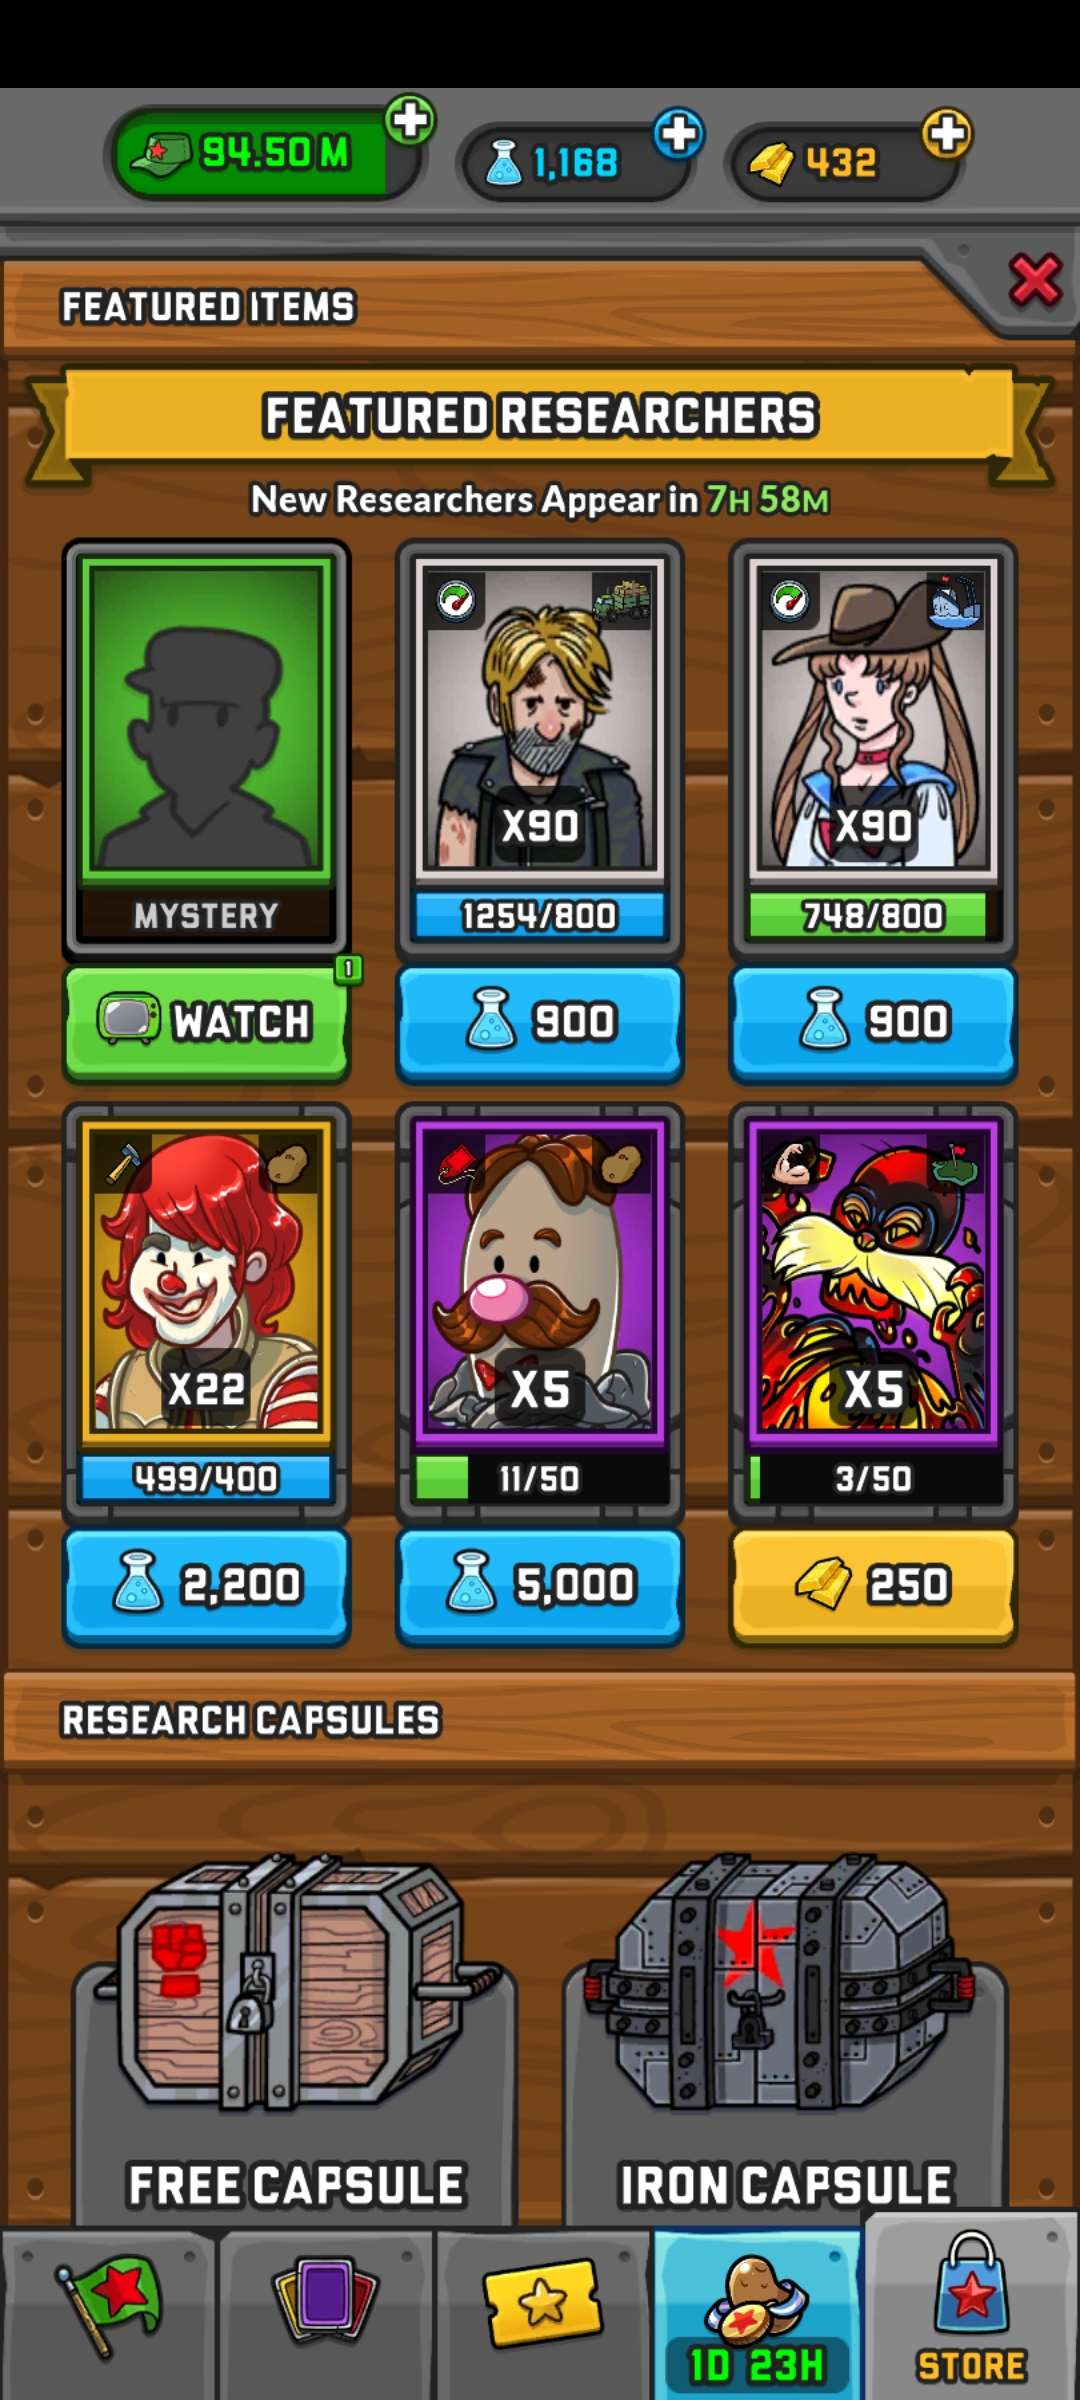 94.50 M
1,168
432
FEATURED ITEMS
FEATURED RESEARCHERS
New Researchers Appear in 7H 58M
X90
X90
MYSTERY
1254/800
748/800
1
WATCH
900
900
X22
X5
X5
499/400
11/50
3/50
2,200
5,000
250
RESEARCH CAPSULES
FREE CAPSULE
IRON CAPSULE
1D 23H
STORE